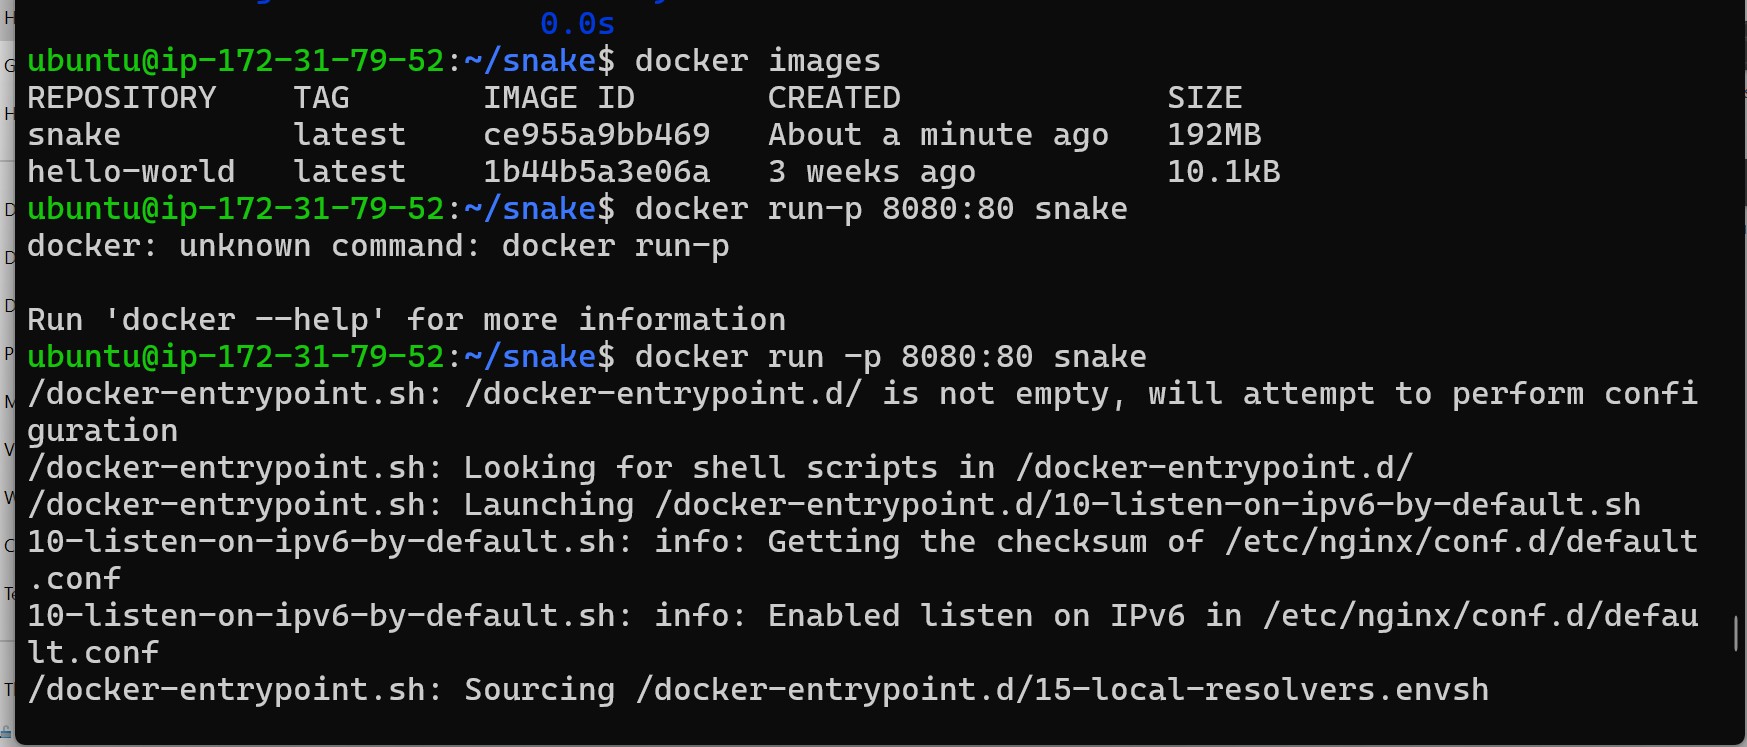 0.0s
ubuntu@ip-172-31-79-52:~/snake$ docker images
REPOSITORY    TAG       IMAGE ID       CREATED              SIZE
snake         latest    ce955a9bb469   About a minute ago   192MB
hello-world   latest    1b44b5a3e06a   3 weeks ago          10.1kB
ubuntu@ip-172-31-79-52:~/snake$ docker run-p 8080:80 snake
docker: unknown command: docker run-p

Run 'docker --help' for more information
ubuntu@ip-172-31-79-52:~/snake$ docker run -p 8080:80 snake
/docker-entrypoint.sh: /docker-entrypoint.d/ is not empty, will attempt to perform confi
guration
/docker-entrypoint.sh: Looking for shell scripts in /docker-entrypoint.d/
/docker-entrypoint.sh: Launching /docker-entrypoint.d/10-listen-on-ipv6-by-default.sh
10-listen-on-ipv6-by-default.sh: info: Getting the checksum of /etc/nginx/conf.d/default
.conf
10-listen-on-ipv6-by-default.sh: info: Enabled listen on IPv6 in /etc/nginx/conf.d/defau
lt.conf
/docker-entrypoint.sh: Sourcing /docker-entrypoint.d/15-local-resolvers.envsh